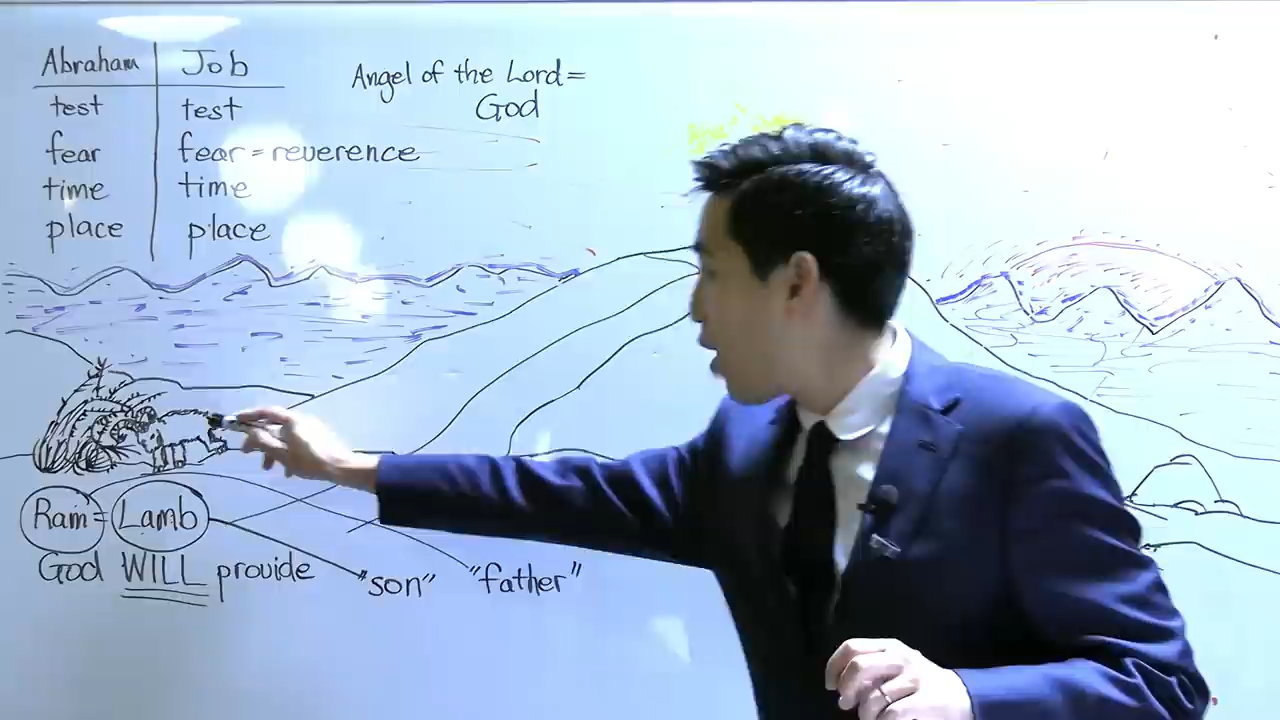 Abraham Job
test test
fear fear = reverence
time time
place place
Angel of the Lord =
God
Ram = Lamb
God WILL provide
"son" "father"